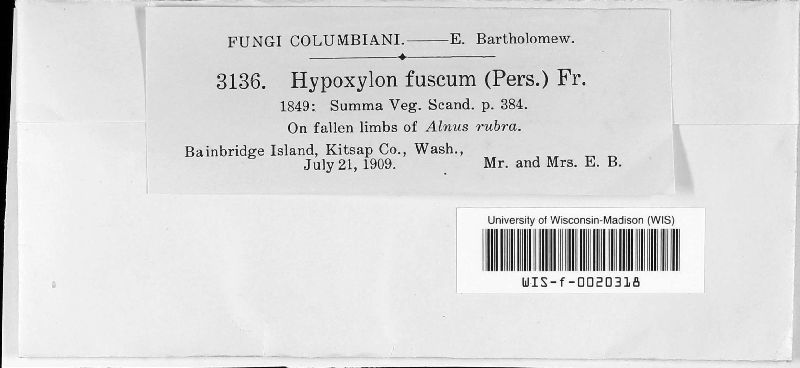 FUNGI COLUMBIANI.—E. Bartholomew.
3136. Hypoxylon fuscum (Pers.) Fr.
1849: Summa Veg. Scand. p. 384.
On fallen limbs of Alnus rubra.
Bainbridge Island, Kitsap Co., Wash.,
July 21, 1909. Mr. and Mrs. E. B.
University of Wisconsin-Madison (WIS)
WIS-f-0020318